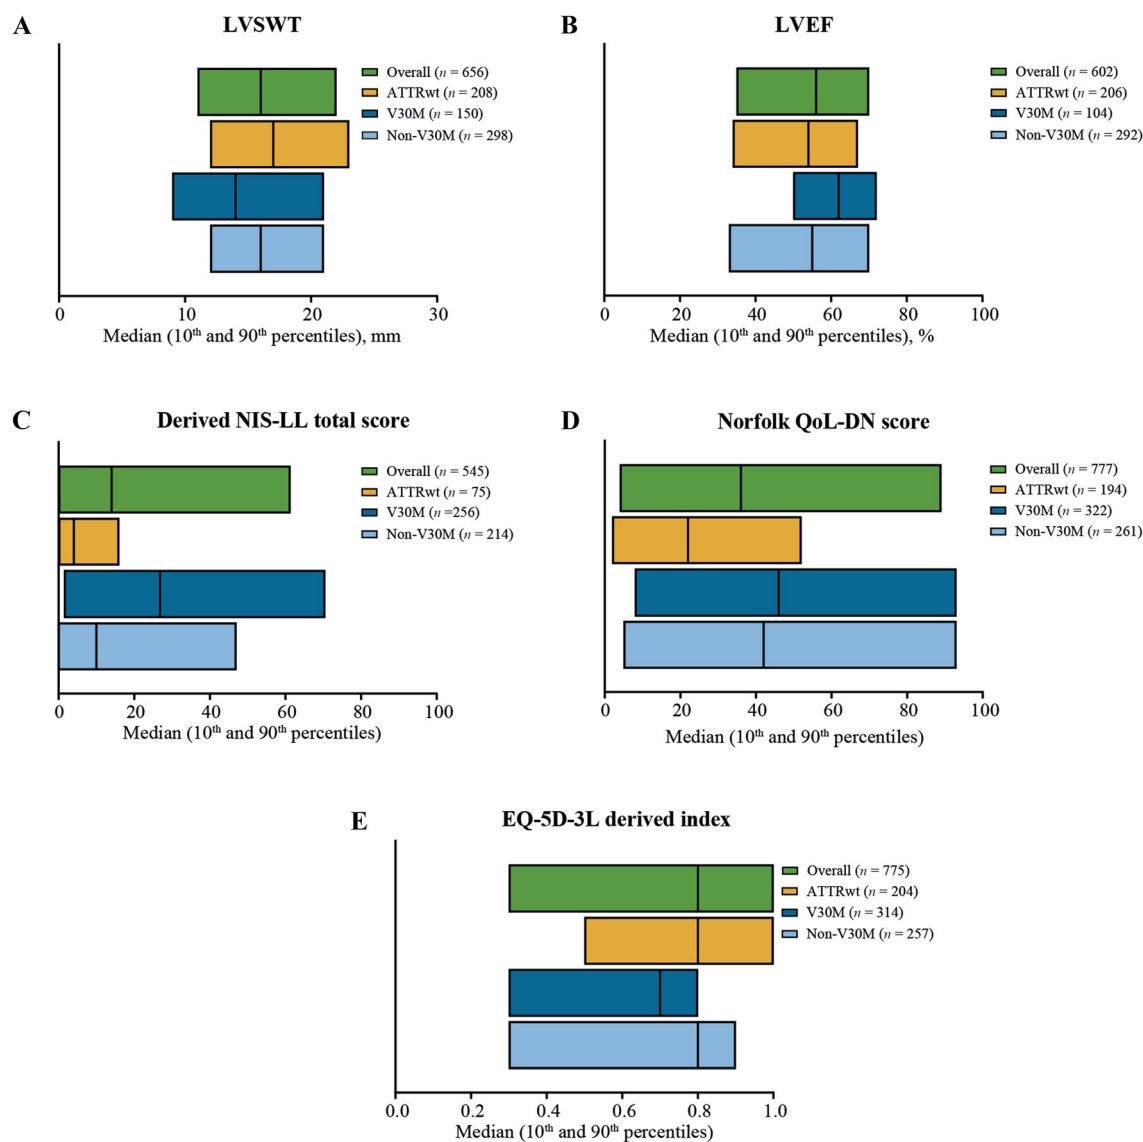 A
LVSWT
Overall (n = 656)
ATTRwt (n = 208)
V30M (n = 150)
Non-V30M (n = 298)
0 10 20 30
Median (10th and 90th percentiles), mm
B
LVEF
Overall (n = 602)
ATTRwt (n = 206)
V30M (n = 104)
Non-V30M (n = 292)
0 20 40 60 80 100
Median (10th and 90th percentiles), %
C
Derived NIS-LL total score
Overall (n = 545)
ATTRwt (n = 75)
V30M (n =256)
Non-V30M (n = 214)
0 20 40 60 80 100
Median (10th and 90th percentiles)
D
Norfolk QoL-DN score
Overall (n = 777)
ATTRwt (n = 194)
V30M (n = 322)
Non-V30M (n = 261)
0 20 40 60 80 100
Median (10th and 90th percentiles)
E
EQ-5D-3L derived index
Overall (n = 775)
ATTRwt (n = 204)
V30M (n = 314)
Non-V30M (n = 257)
0.0 0.2 0.4 0.6 0.8 1.0
Median (10th and 90th percentiles)